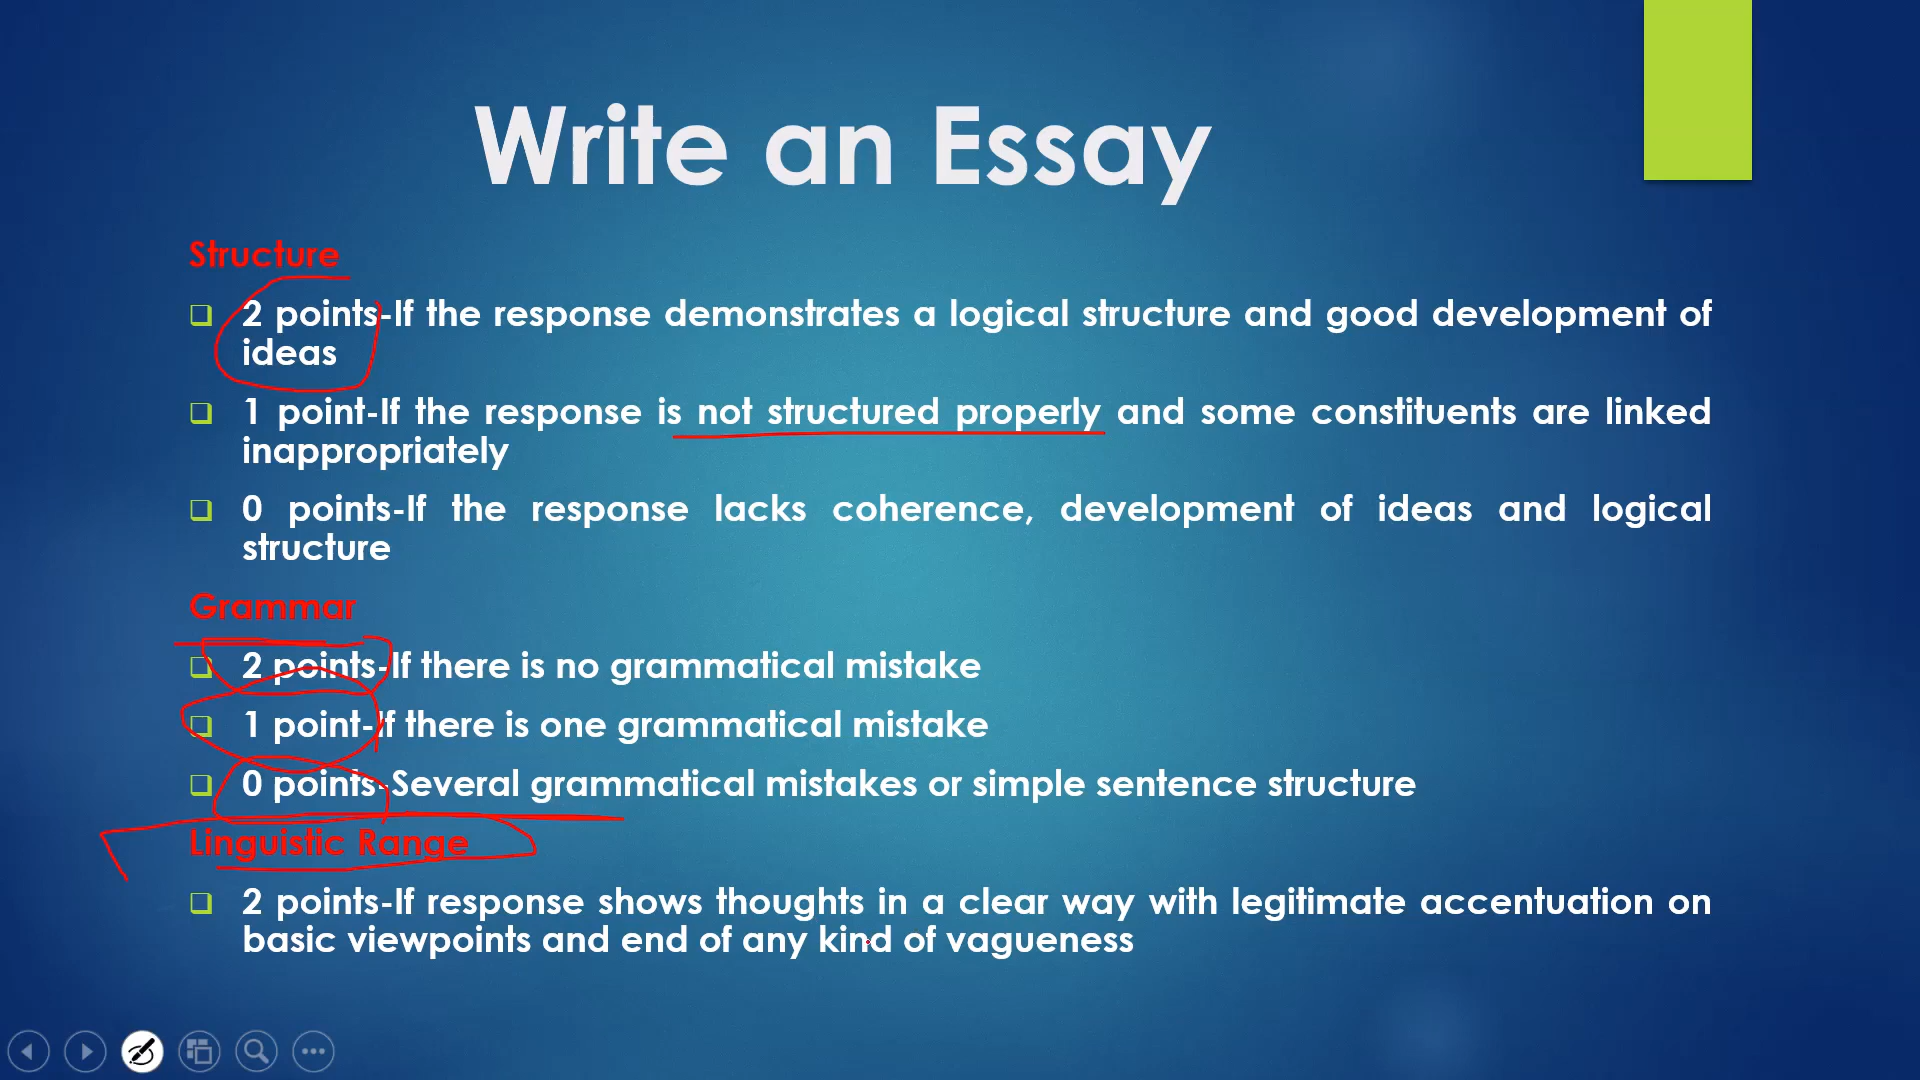 Write an Essay
Structure
2 points-If the response demonstrates a logical structure and good development of
ideas
1 point-If the response is not structured properly and some constituents are linked
inappropriately
0 points-If the response lacks coherence, development of ideas and logical
structure
Grammar
2 points-If there is no grammatical mistake
1 point-If there is one grammatical mistake
0 points-Several grammatical mistakes or simple sentence structure
Linguistic Range
2 points-If response shows thoughts in a clear way with legitimate accentuation on
basic viewpoints and end of any kind of vagueness